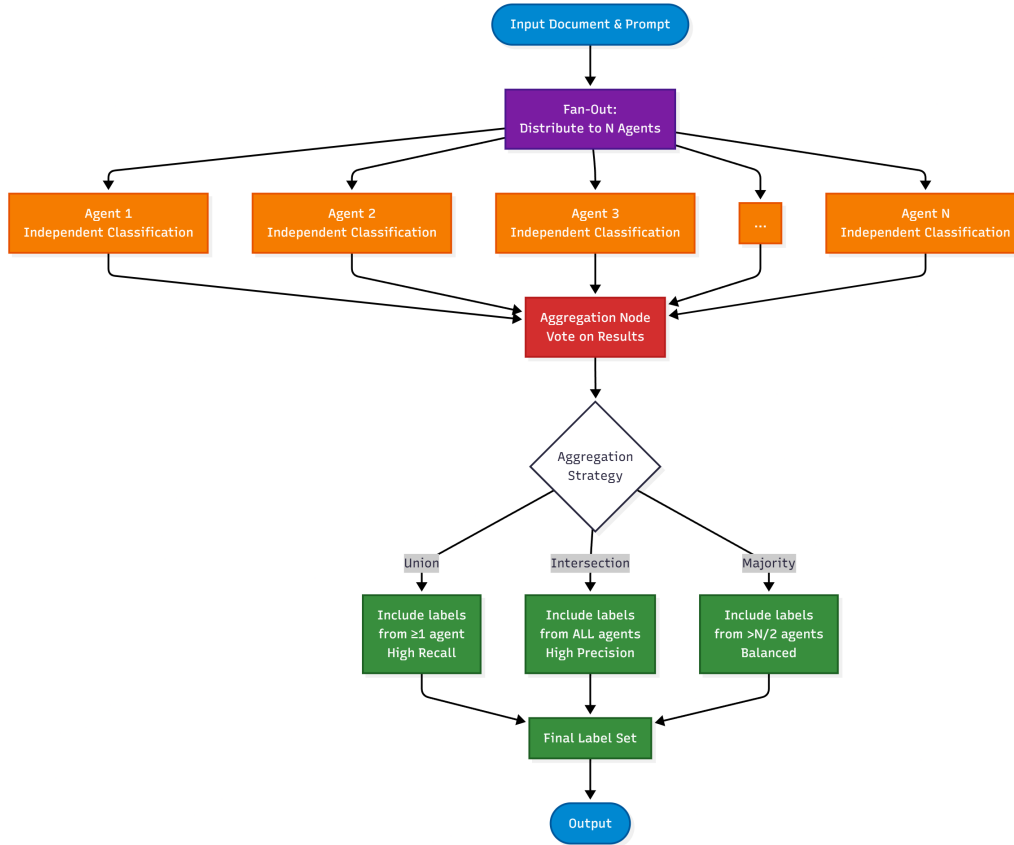 Input Document & Prompt
Fan-Out:
Distribute to N Agents
Agent 1
Independent Classification
Agent 2
Independent Classification
Agent 3
Independent Classification
...
Agent N
Independent Classification
Aggregation Node
Vote on Results
Aggregation
Strategy
Union
Intersection
Majority
Include labels
from ≥1 agent
High Recall
Include labels
from ALL agents
High Precision
Include labels
from >N/2 agents
Balanced
Final Label Set
Output